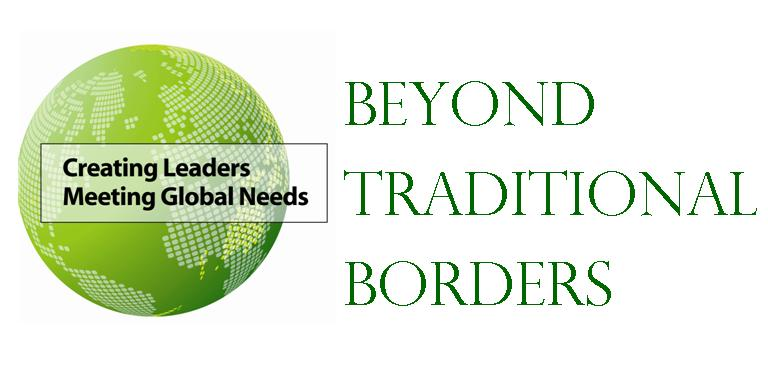 Creating Leaders
Meeting Global Needs
BEYOND
TRADITIONAL
BORDERS